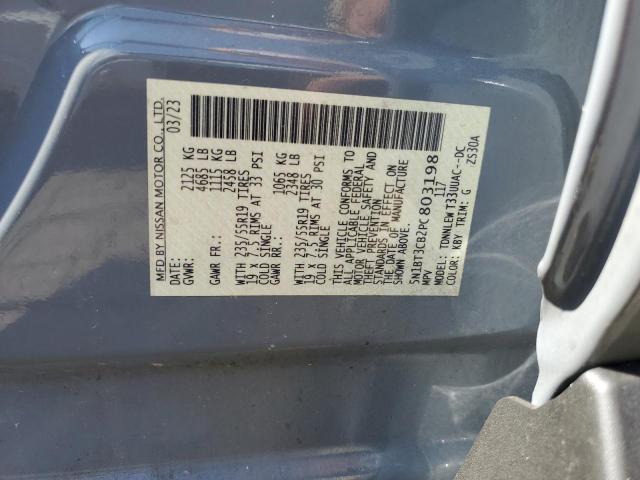 MFD BY NISSAN MOTOR CO., LTD. 03/23
GVWR: 2125 KG
4685 LB
GAWR FR: 1115 KG
2458 LB
WITH 235/55R19 TIRES
19 X 7.5 RIMS AT 33 PSI
COLD SINGLE
GAWR RR: 1065 KG
2348 LB
WITH 235/55R19 TIRES
19 X 7.5 RIMS AT 30 PSI
COLD SINGLE
THIS VEHICLE CONFORMS TO
ALL APPLICABLE FEDERAL
MOTOR VEHICLE SAFETY AND
THEFT PREVENTION
STANDARDS IN EFFECT ON
THE DATE OF MANUFACTURE
SHOWN ABOVE.
5N1BT3CB2PC803198
MPV 117
MODEL: TDNNLEWT33UUAC--DC
COLOR: KBY TRIM: G ZS30A